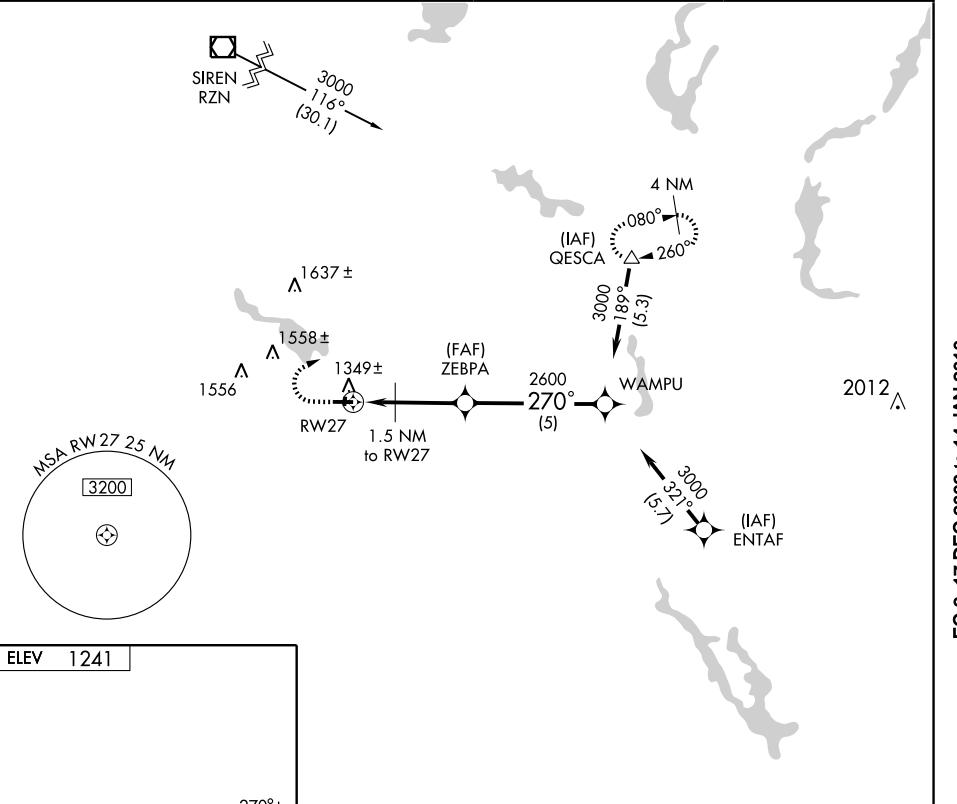 SIREN
RZN
3000
116°
(30.1)
4 NM
080°
260°
(IAF)
QESCA
3000
189°
(5.3)
1637 ±
1558 ±
1556
1349 ±
(FAF)
ZEBPA
2600
270°
(5)
WAMPU
2012
RW27
1.5 NM
to RW27
MSA RW 27 25 NM
3200
3000
321°
(5.7)
(IAF)
ENTAF
ELEV 1241